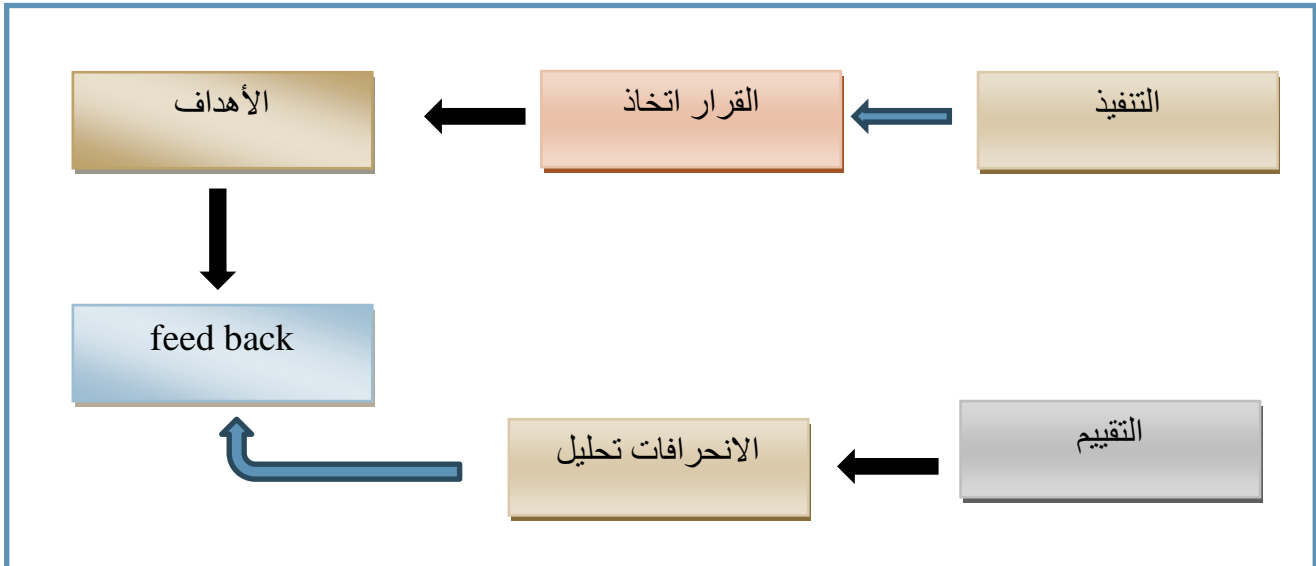 التنفيذ
القرار اتخاذ
الأهداف
feed back
التقييم
الانحرافات تحليل